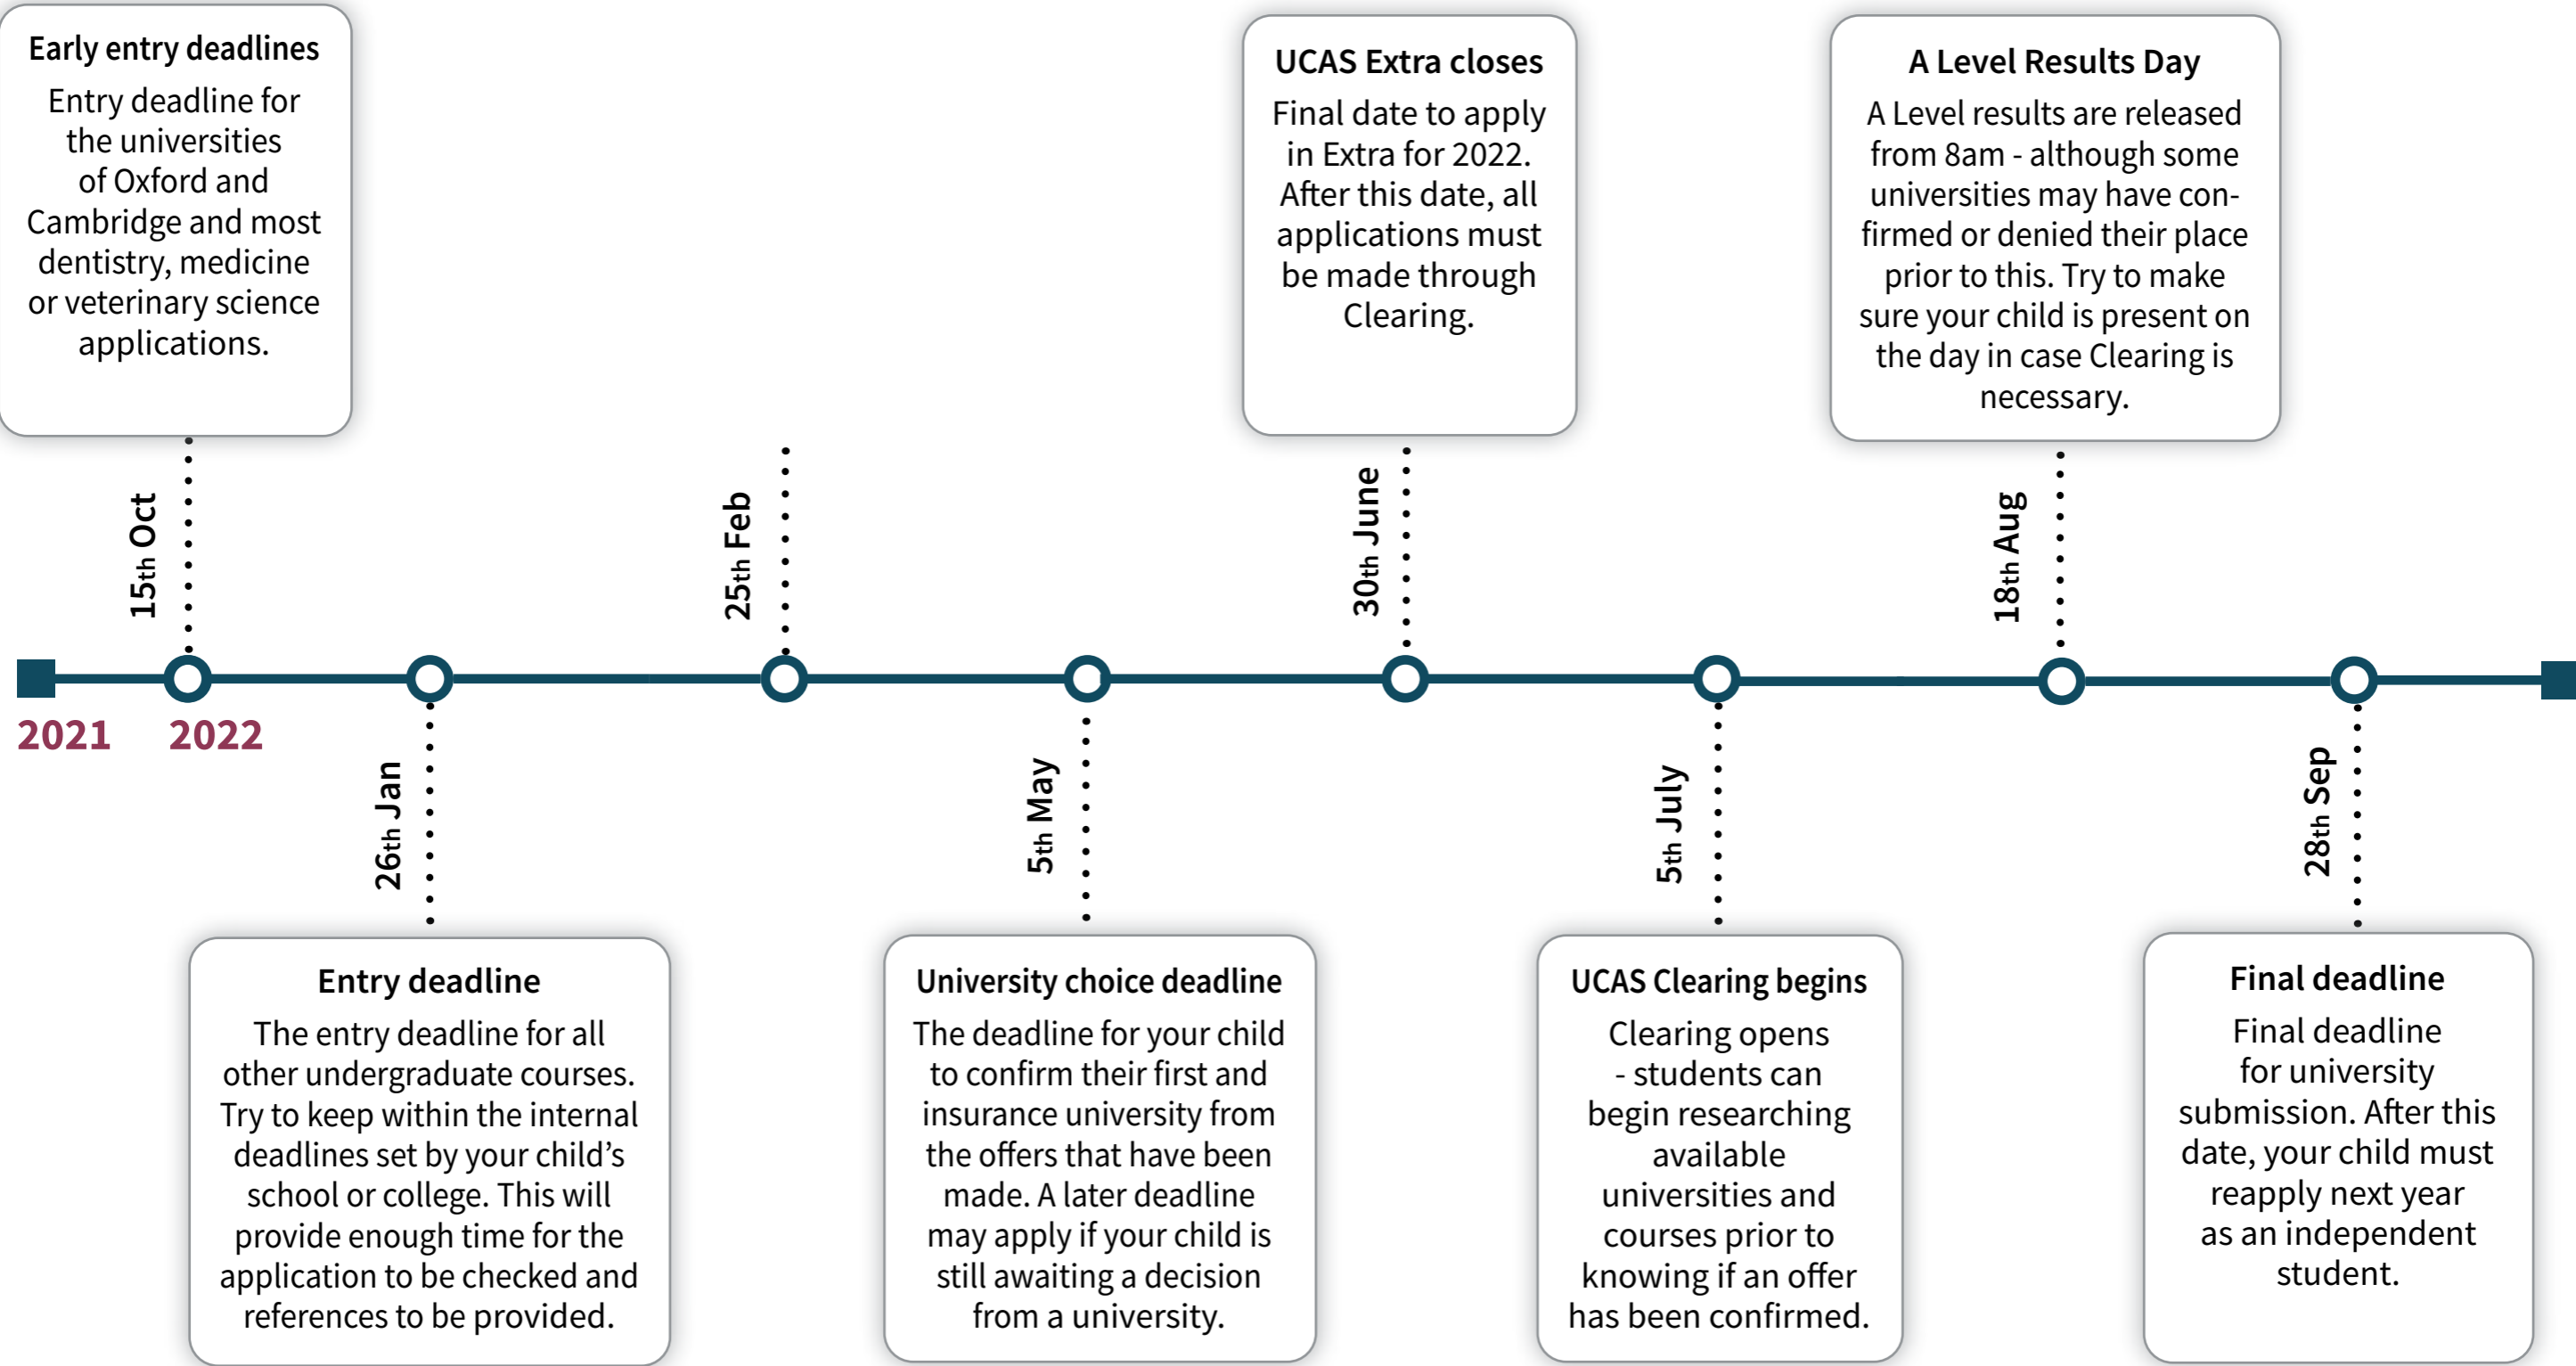 Early entry deadlines
Entry deadline for
the universities
of Oxford and
Cambridge and most
dentistry, medicine
or veterinary science
applications.
UCAS Extra closes
Final date to apply
in Extra for 2022.
After this date, all
applications must
be made through
Clearing.
A Level Results Day
A Level results are released
from 8am - although some
universities may have con-
firmed or denied their place
prior to this. Try to make
sure your child is present on
the day in case Clearing is
necessary.
15th Oct
25th Feb
30th June
18th Aug
2021
2022
26th Jan
5th May
5th July
28th Sep
Entry deadline
The entry deadline for all
other undergraduate courses.
Try to keep within the internal
deadlines set by your child’s
school or college. This will
provide enough time for the
application to be checked and
references to be provided.
University choice deadline
The deadline for your child
to confirm their first and
insurance university from
the offers that have been
made. A later deadline
may apply if your child is
still awaiting a decision
from a university.
UCAS Clearing begins
Clearing opens
- students can
begin researching
available
universities and
courses prior to
knowing if an offer
has been confirmed.
Final deadline
Final deadline
for university
submission. After this
date, your child must
reapply next year
as an independent
student.